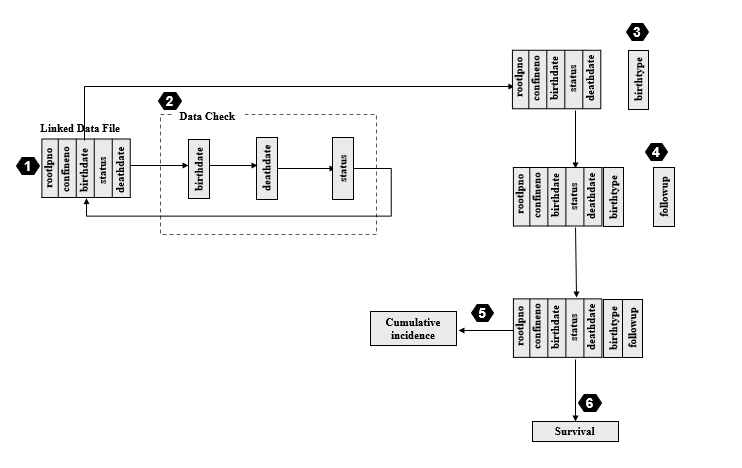 3
rootlpno
confineno
birthdate
status
deathdate
birthtype
2
Data Check
Linked Data File
1
rootlpno
confineno
birthdate
status
deathdate
birthdate
deathdate
status
4
rootlpno
confineno
birthdate
status
deathdate
birthtype
followup
5
Cumulative
incidence
rootlpno
confineno
birthdate
status
deathdate
birthtype
followup
6
Survival